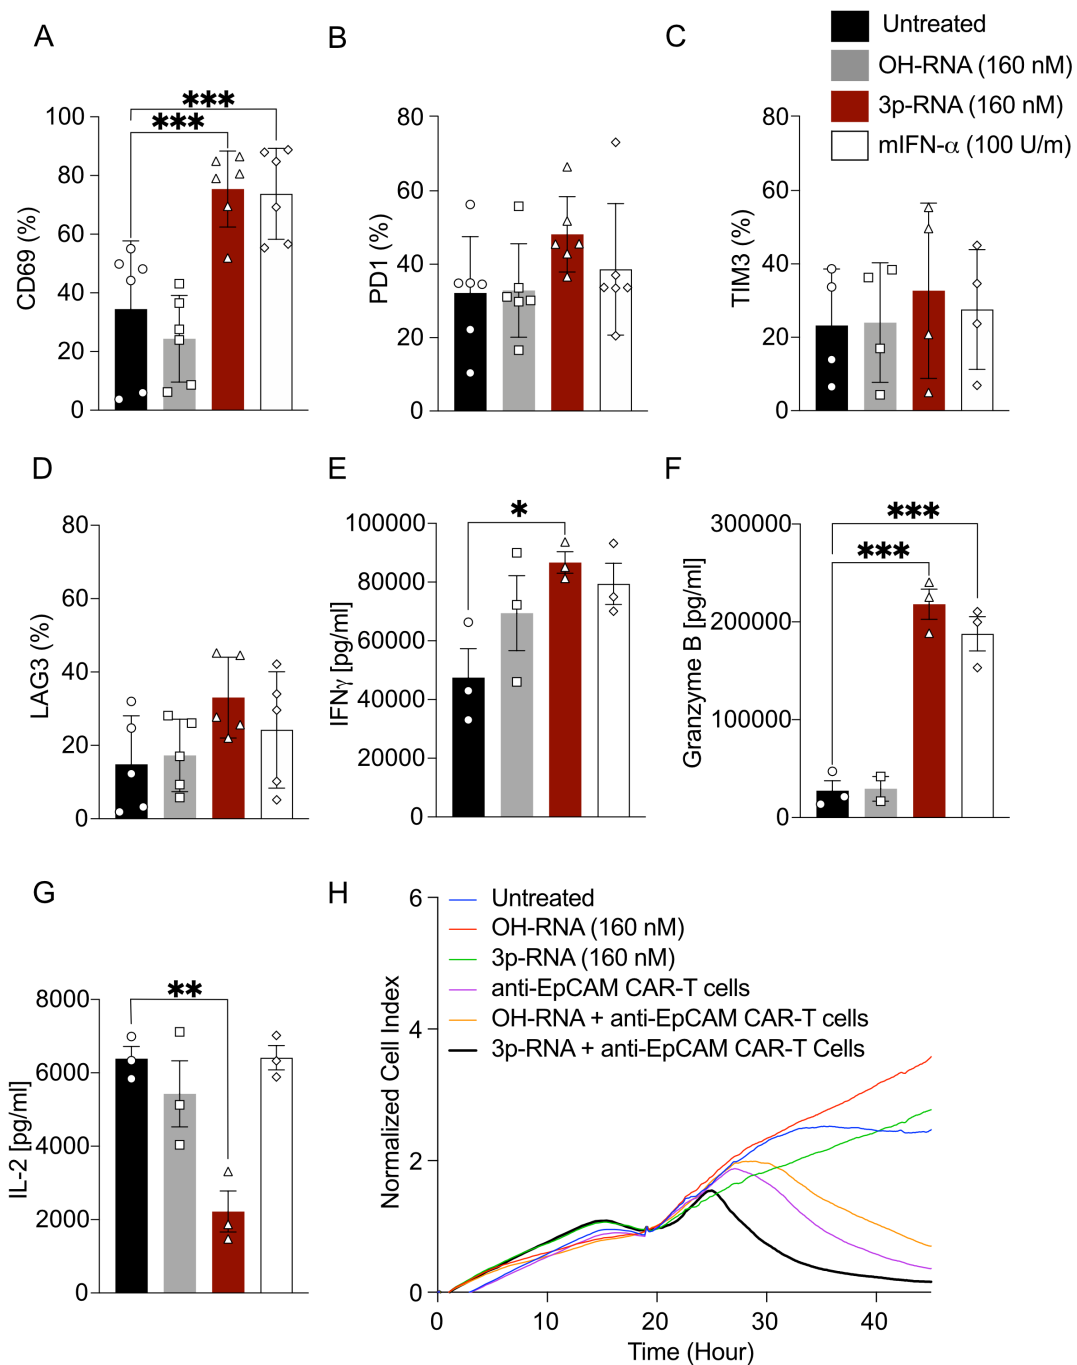 A
B
C
Untreated
OH-RNA (160 nM)
3p-RNA (160 nM)
mIFN-α (100 U/m)
CD69 (%)
100
80
60
40
20
0
***
***
PD1 (%)
80
60
40
20
0
TIM3 (%)
80
60
40
20
0
D
E
F
LAG3 (%)
80
60
40
20
0
IFNγ [pg/ml]
100000
80000
60000
40000
20000
0
*
Granzyme B [pg/ml]
300000
200000
100000
0
***
***
G
H
IL-2 [pg/ml]
8000
6000
4000
2000
0
**
Normalized Cell Index
6
4
2
0
Untreated
OH-RNA (160 nM)
3p-RNA (160 nM)
anti-EpCAM CAR-T cells
OH-RNA + anti-EpCAM CAR-T cells
3p-RNA + anti-EpCAM CAR-T Cells
0 10 20 30 40
Time (Hour)